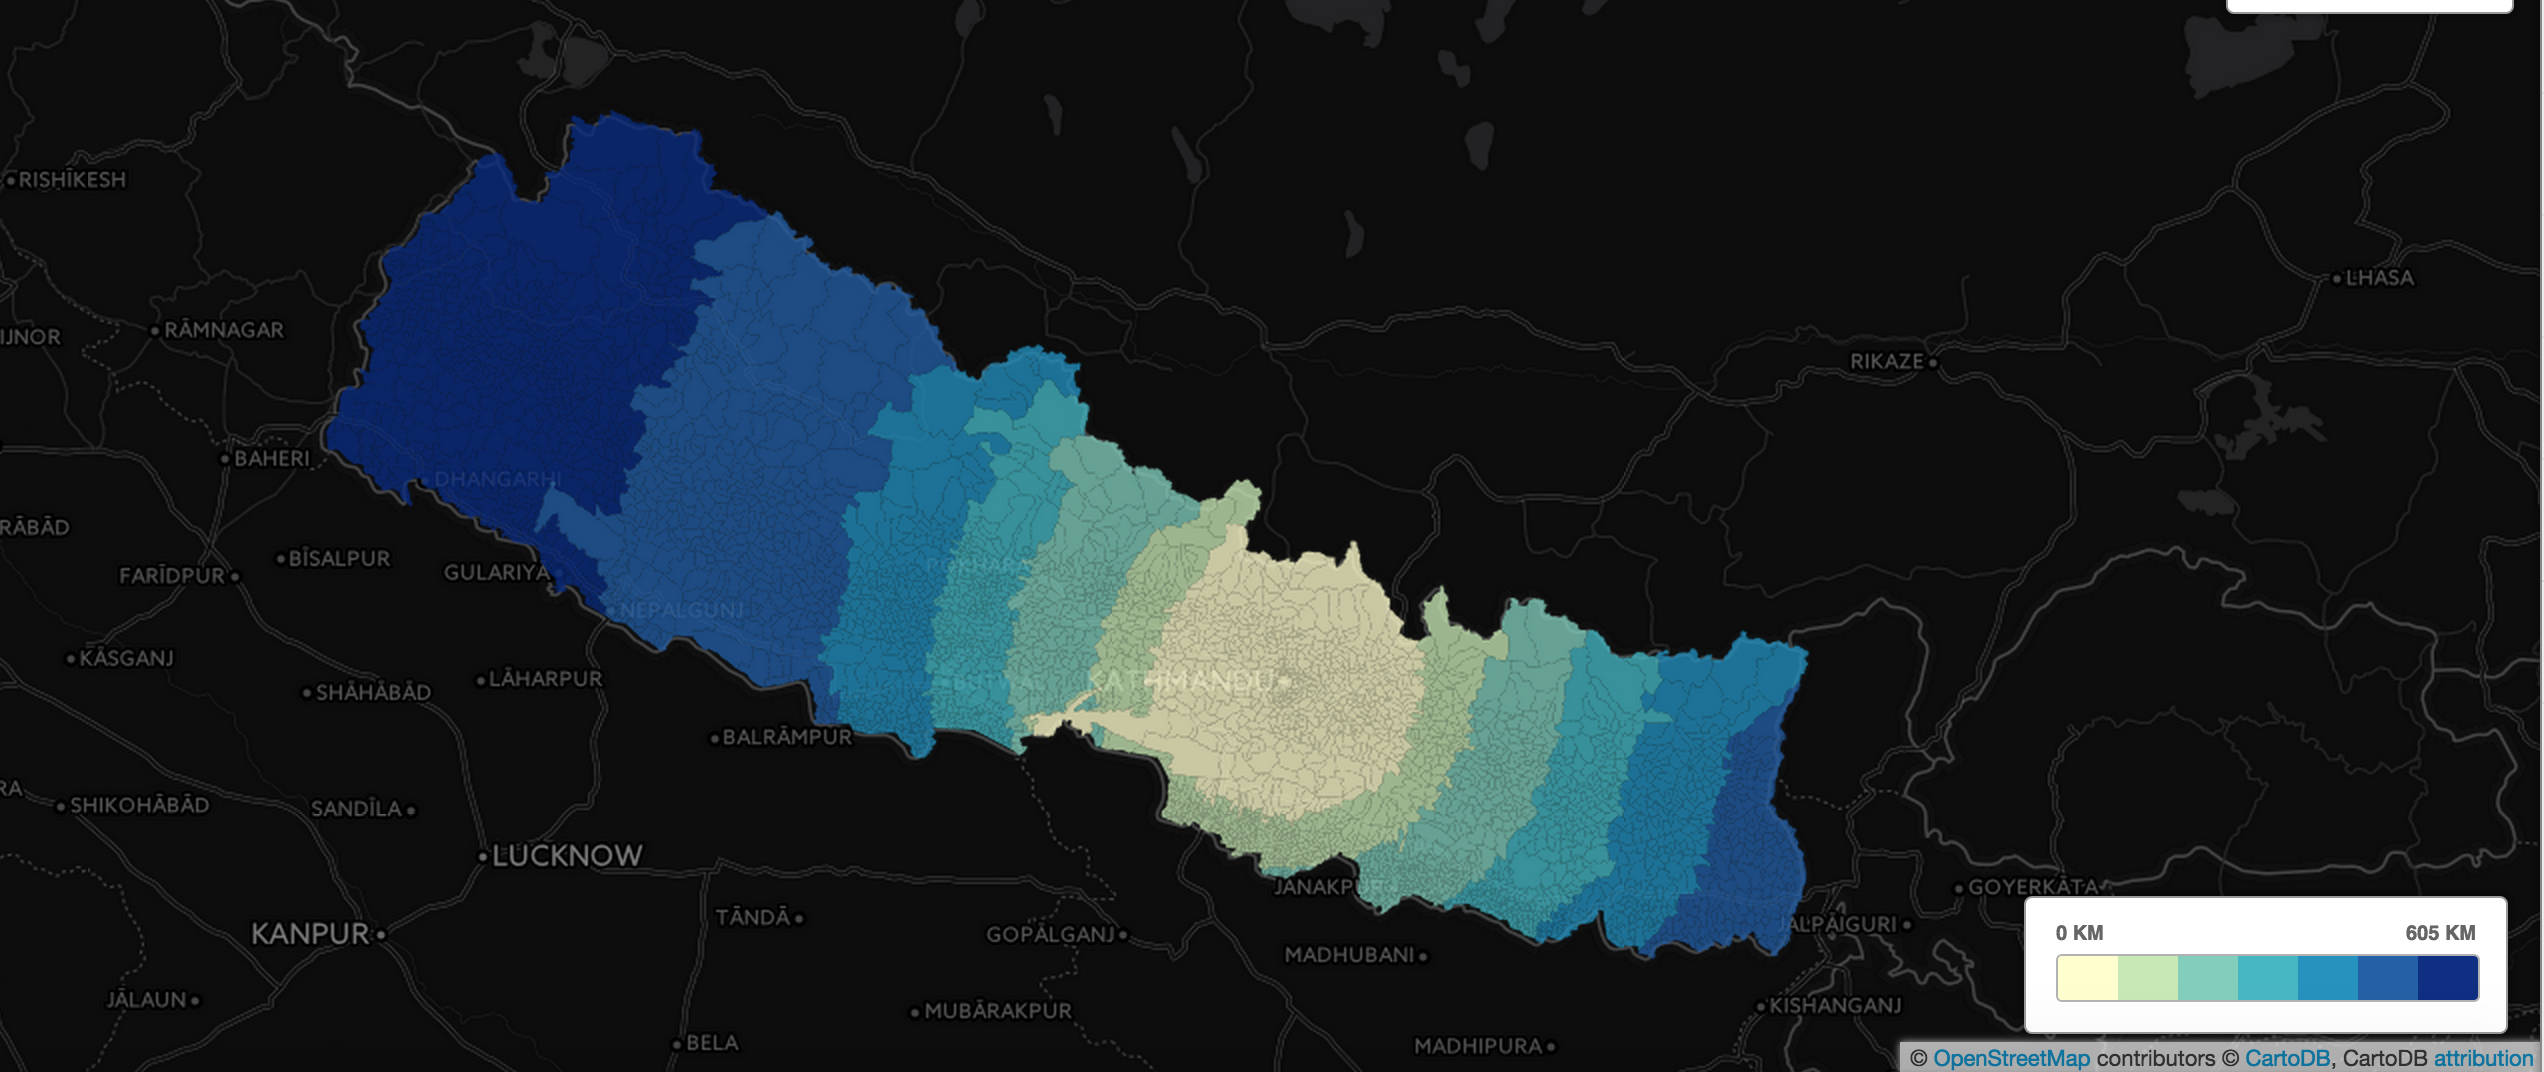 RISHĪKESH
LHASA
RĀMNAGAR
IJNOR
RIKAZE
BAHERI
DHANGARHI
RĀBĀD
BĪSALPUR
FARĪDPUR
GULARIYA
NEPALGUNJ
KĀSGANJ
LĀHARPUR
SHĀHĀBĀD
KATHMANDU
BALRĀMPUR
RA
SHIKOHĀBĀD
SANDĪLA
LUCKNOW
JANAKPUR
GOYERKĀTA
TĀNDĀ
JALPĀIGURI
KANPUR
GOPĀLGANJ
0 KM 605 KM
MADHUBANI
JĀLAUN
KISHANGANJ
MUBĀRAKPUR
BELA
MADHIPURA
© OpenStreetMap contributors © CartoDB, CartoDB attribution